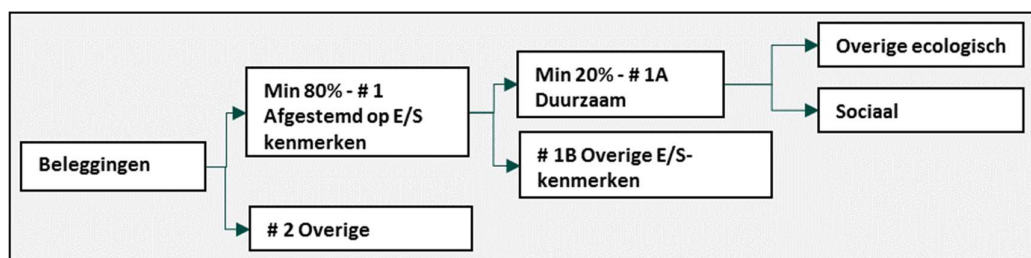 Beleggingen
Min 80% - # 1
Afgestemd op E/S
kenmerken
# 2 Overige
Min 20% - # 1A
Duurzaam
# 1B Overige E/S-
kenmerken
Overige ecologisch
Sociaal